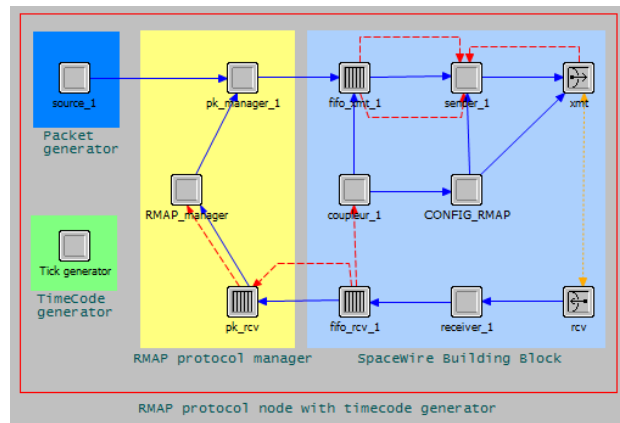 source_1
pk_manager_1
fifo_xmt_1
sender_1
xmt
Packet
generator
RMAP_manager
coupleur_1
CONFIG_RMAP
Tick generator
TimeCode
generator
pk_rcv
fifo_rcv_1
receiver_1
rcv
RMAP protocol manager
SpaceWire Building Block
RMAP protocol node with timecode generator